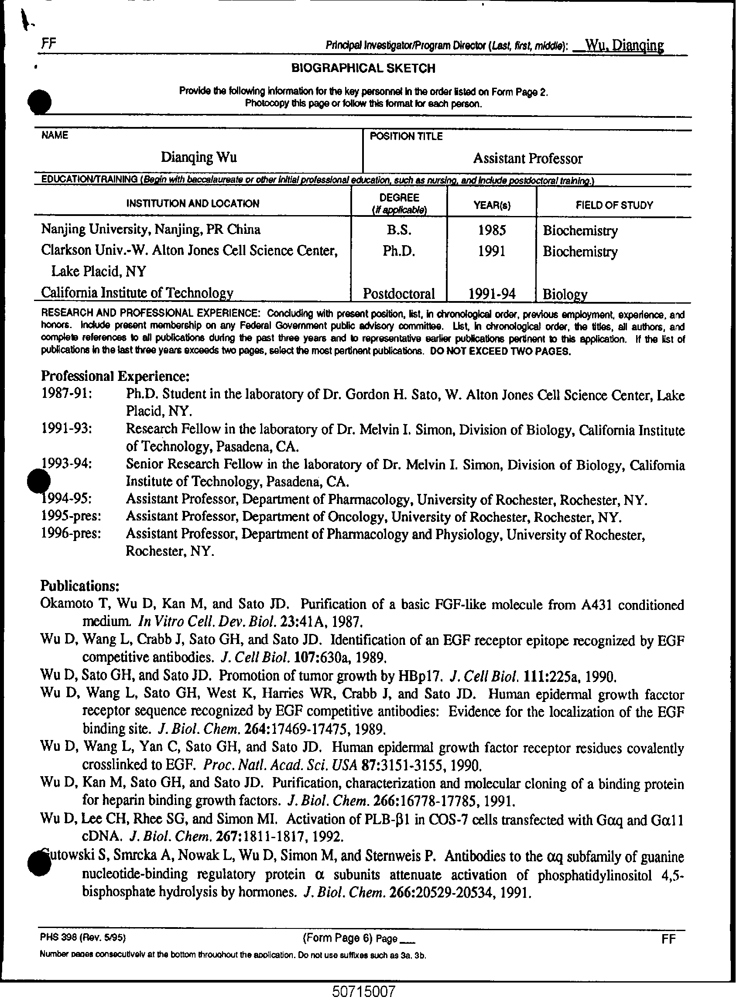 FF
Principal Investigator/Program Director (Last, first, middle): Wu, Dianqing
BIOGRAPHICAL SKETCH
Provide the following information for the key personnel in the order listed on Form Page 2.
Photocopy this page or follow this format for each person.
NAME
POSITION TITLE
Dianqing Wu
Assistant Professor
EDUCATION/TRAINING (Begin with baccalaureate or other initial professional education, such as nursing, and include postdoctoral training.)
INSTITUTION AND LOCATION
DEGREE
(if applicable)
YEAR(s)
FIELD OF STUDY
Nanjing University, Nanjing, PR China B.S. 1985 Biochemistry
Clarkson Univ.-W. Alton Jones Cell Science Center, Ph.D. 1991 Biochemistry
Lake Placid, NY
California Institute of Technology Postdoctoral 1991-94 Biology
RESEARCH AND PROFESSIONAL EXPERIENCE: Concluding with present position, list, in chronological order, previous employment, experience, and
honors. Include present membership on any Federal Government public advisory committee. List, in chronological order, the titles, all authors, and
complete references to all publications during the past three years and to representative earlier publications pertinent to this application. If the list of
publications in the last three years exceeds two pages, select the most pertinent publications. DO NOT EXCEED TWO PAGES.
Professional Experience:
1987-91: Ph.D. Student in the laboratory of Dr. Gordon H. Sato, W. Alton Jones Cell Science Center, Lake
Placid, NY.
1991-93: Research Fellow in the laboratory of Dr. Melvin I. Simon, Division of Biology, California Institute
of Technology, Pasadena, CA.
1993-94: Senior Research Fellow in the laboratory of Dr. Melvin I. Simon, Division of Biology, California
Institute of Technology, Pasadena, CA.
1994-95: Assistant Professor, Department of Pharmacology, University of Rochester, Rochester, NY.
1995-pres: Assistant Professor, Department of Oncology, University of Rochester, Rochester, NY.
1996-pres: Assistant Professor, Department of Pharmacology and Physiology, University of Rochester,
Rochester, NY.
Publications:
Okamoto T, Wu D, Kan M, and Sato JD. Purification of a basic FGF-like molecule from A431 conditioned
medium. In Vitro Cell. Dev. Biol. 23:41A, 1987.
Wu D, Wang L, Crabb J, Sato GH, and Sato JD. Identification of an EGF receptor epitope recognized by EGF
competitive antibodies. J. Cell Biol. 107:630a, 1989.
Wu D, Sato GH, and Sato JD. Promotion of tumor growth by HBp17. J. Cell Biol. 111:225a, 1990.
Wu D, Wang L, Sato GH, West K, Harries WR, Crabb J, and Sato JD. Human epidermal growth facctor
receptor sequence recognized by EGF competitive antibodies: Evidence for the localization of the EGF
binding site. J. Biol. Chem. 264:17469-17475, 1989.
Wu D, Wang L, Yan C, Sato GH, and Sato JD. Human epidermal growth factor receptor residues covalently
crosslinked to EGF. Proc. Natl. Acad. Sci. USA 87:3151-3155, 1990.
Wu D, Kan M, Sato GH, and Sato JD. Purification, characterization and molecular cloning of a binding protein
for heparin binding growth factors. J. Biol. Chem. 266:16778-17785, 1991.
Wu D, Lee CH, Rhee SG, and Simon MI. Activation of PLB-β1 in COS-7 cells transfected with Gαq and Gα11
cDNA. J. Biol. Chem. 267:1811-1817, 1992.
Gutowski S, Smrcka A, Nowak L, Wu D, Simon M, and Sternweis P. Antibodies to the αq subfamily of guanine
nucleotide-binding regulatory protein α subunits attenuate activation of phosphatidylinositol 4,5-
bisphosphate hydrolysis by hormones. J. Biol. Chem. 266:20529-20534, 1991.
PHS 398 (Rev. 5/95) (Form Page 6) Page ___ FF
Number pages consecutively at the bottom throughout the application. Do not use suffixes such as 3a, 3b.
50715007